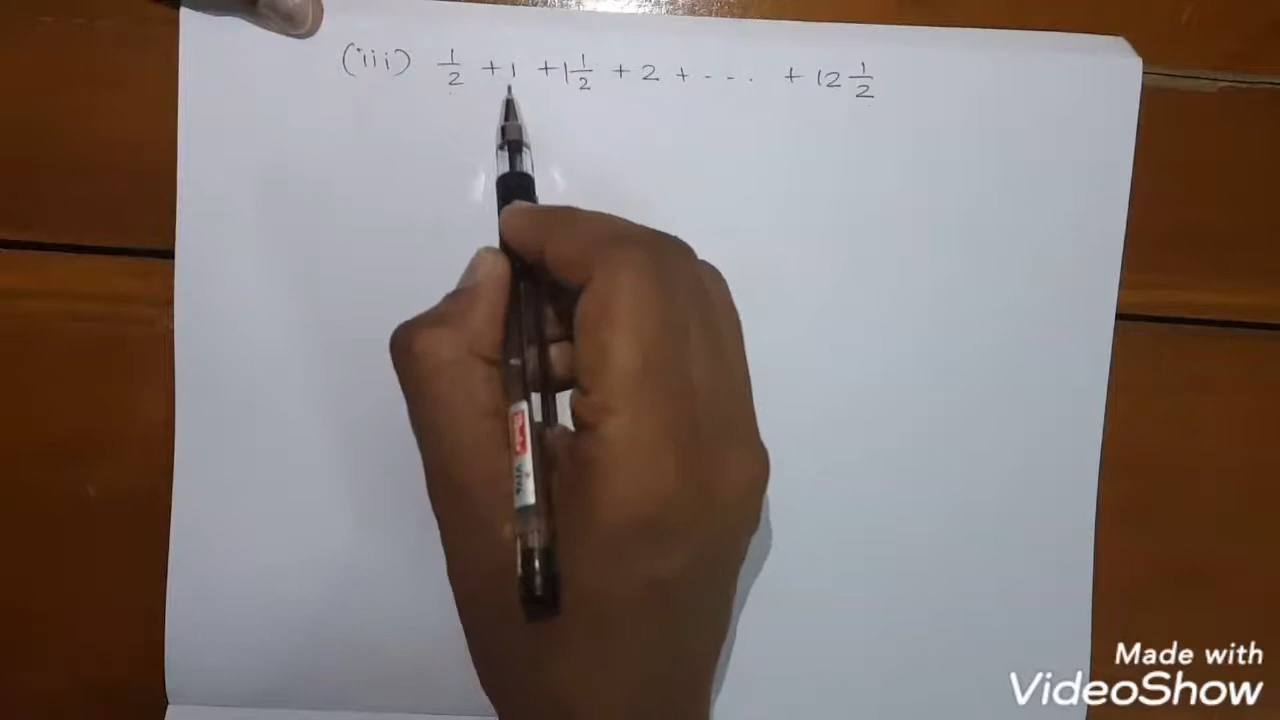 (iii) 1/2 + 1 + 1 1/2 + 2 + - - - + 12 1/2
Made with
VideoShow